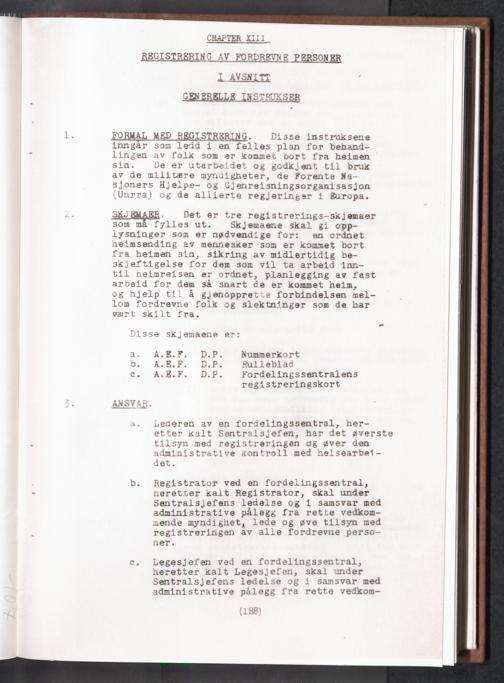 CHAPTER XIII
REGISTRERING AV FORDREVNE PERSONER
I AVSNITT
GENERELLE INSTRUKSER
1. FORMAL MED REGISTRERING. Disse instruksene
inngår som ledd i en felles plan for behand-
lingen av folk som er kommet bort fra heimen
sin. De er utarbeidet og godkjent til bruk
av de militære myndigheter, de Forente Na-
sjoners Hjelpe- og Gjenreisningsorganisasjon
(Unrra) og de allierte regjeringer i Europa.
2. SKJEMAER. Det er tre registrerings-skjemaer
som må fylles ut. Skjemaene skal gi opp-
lysninger som er nødvendige for: en ordnet
heimsending av mennesker som er kommet bort
fra heimen sin, sikring av midlertidig be-
skjeftigelse for dem som vil ta arbeid inn-
til heimreisen er ordnet, planlegging av fast
arbeid for dem så snart de er kommet heim,
og hjelp til å gjenopprette forbindelsen mel-
lom fordrevne folk og slektninger som de har
vært skilt fra.
Disse skjemaene er:
a. A.E.F. D.P. Nummerkort
b. A.E.F. D.P. Rulleblad
c. A.E.F. D.P. Fordelingssentralens
registreringskort
3. ANSVAR.
a. Lederen av en fordelingssentral, her-
etter kalt Sentralsjefen, har det øverste
tilsyn med registreringen og øver den
administrative kontroll med helsearbei-
det.
b. Registrator ved en fordelingssentral,
heretter kalt Registrator, skal under
Sentralsjefens ledelse og i samsvar med
administrative pålegg fra rette vedkom-
mende myndighet, lede og øve tilsyn med
registreringen av alle fordrevne perso-
ner.
c. Legesjefen ved en fordelingssentral,
heretter kalt Legesjefen, skal under
Sentralsjefens ledelse og i samsvar med
administrative pålegg fra rette vedkom-
(188)